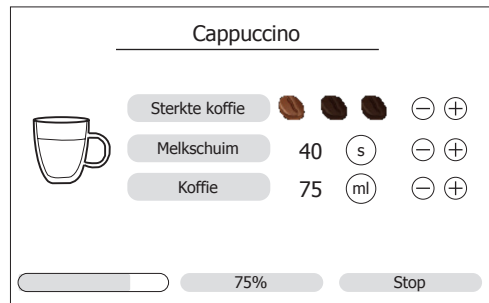 Cappuccino
Sterkte koffie
Melkschuim 40 s
Koffie 75 ml
75% Stop